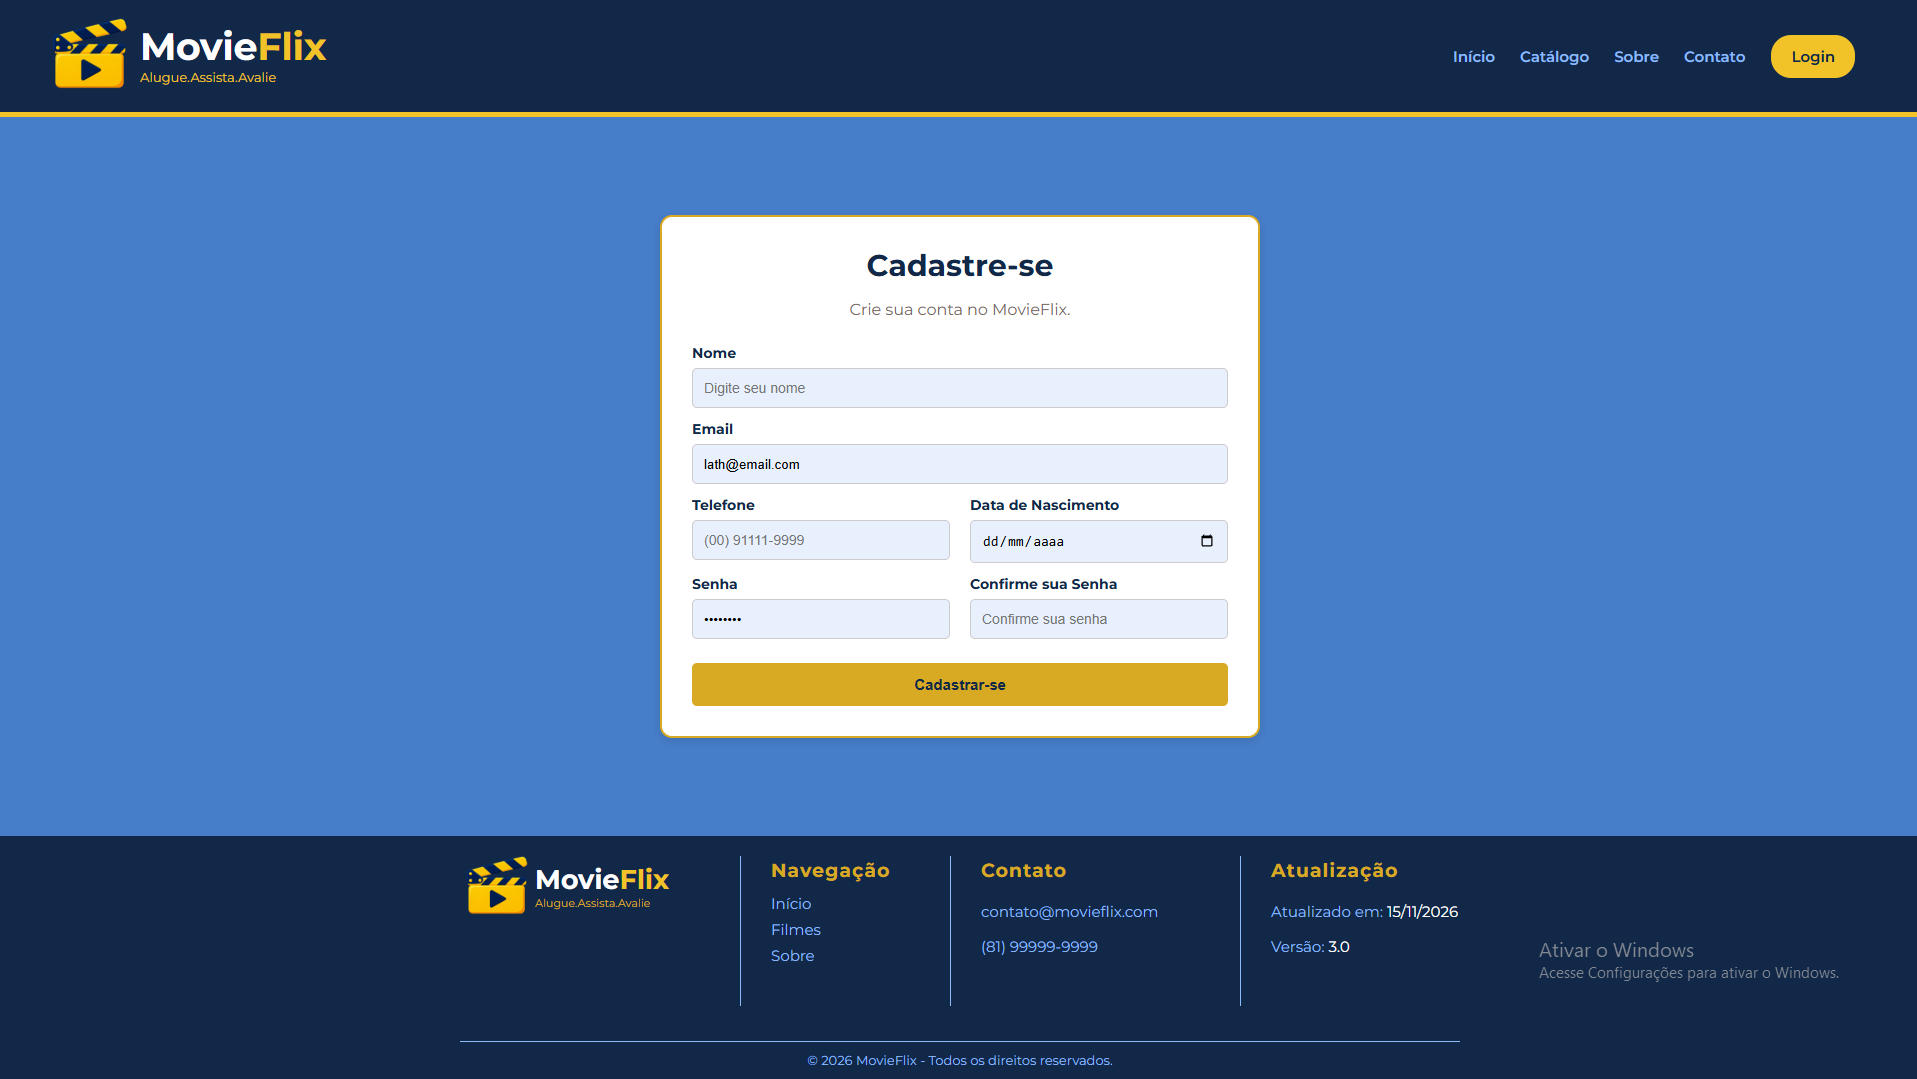 MovieFlix
Alugue.Assista.Avalie
Início Catálogo Sobre Contato Login
Cadastre-se
Crie sua conta no MovieFlix.
Nome
Digite seu nome
Email
lath@email.com
Telefone Data de Nascimento
(00) 91111-9999 dd/mm/aaaa
Senha Confirme sua Senha
•••••••• Confirme sua senha
Cadastrar-se
MovieFlix
Alugue.Assista.Avalie
Navegação
Início
Filmes
Sobre
Contato
contato@movieflix.com
(81) 99999-9999
Atualização
Atualizado em: 15/11/2026
Versão: 3.0
Ativar o Windows
Acesse Configurações para ativar o Windows.
© 2026 MovieFlix - Todos os direitos reservados.